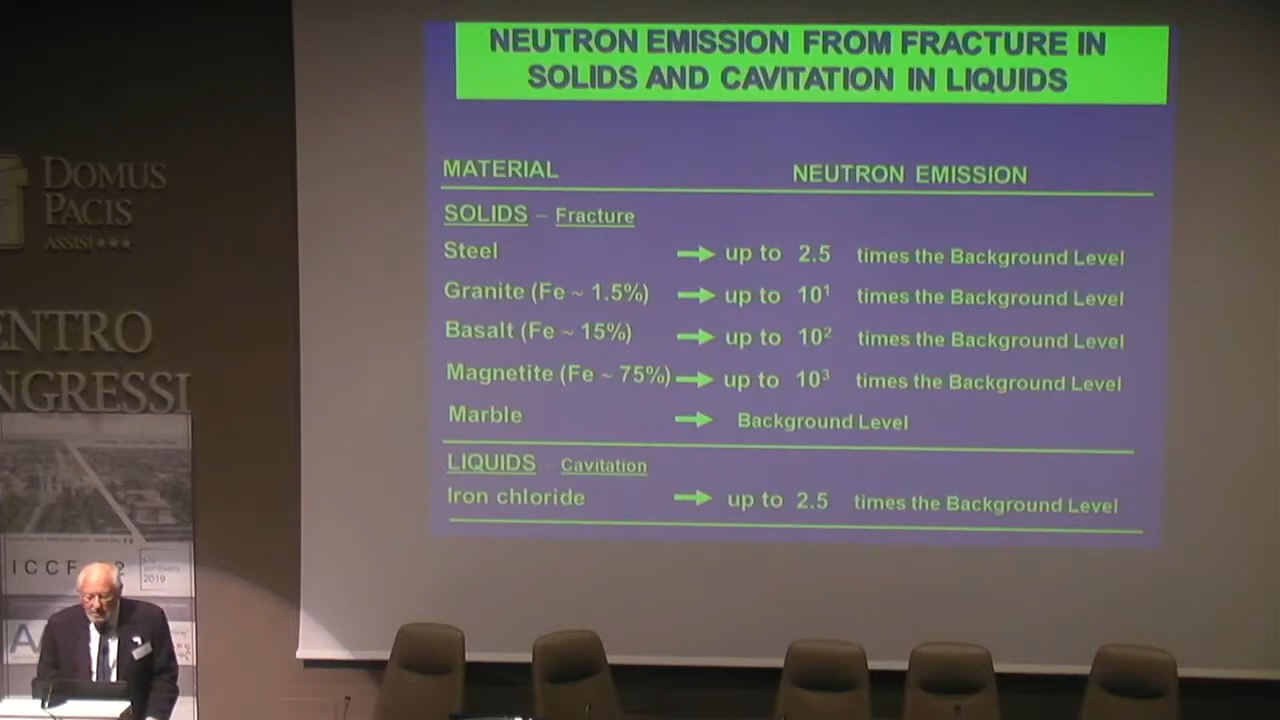 NEUTRON EMISSION FROM FRACTURE IN
SOLIDS AND CAVITATION IN LIQUIDS
MATERIAL NEUTRON EMISSION
SOLIDS – Fracture
Steel → up to 2.5 times the Background Level
Granite (Fe ~ 1.5%) → up to 10¹ times the Background Level
Basalt (Fe ~ 15%) → up to 10² times the Background Level
Magnetite (Fe ~ 75%) → up to 10³ times the Background Level
Marble → Background Level
LIQUIDS – Cavitation
Iron chloride → up to 2.5 times the Background Level
DOMUS
PACIS
ASSISI ★★★
ENTRO
NGRESSI
ICCF 2
SEPTEMBER
2019
A